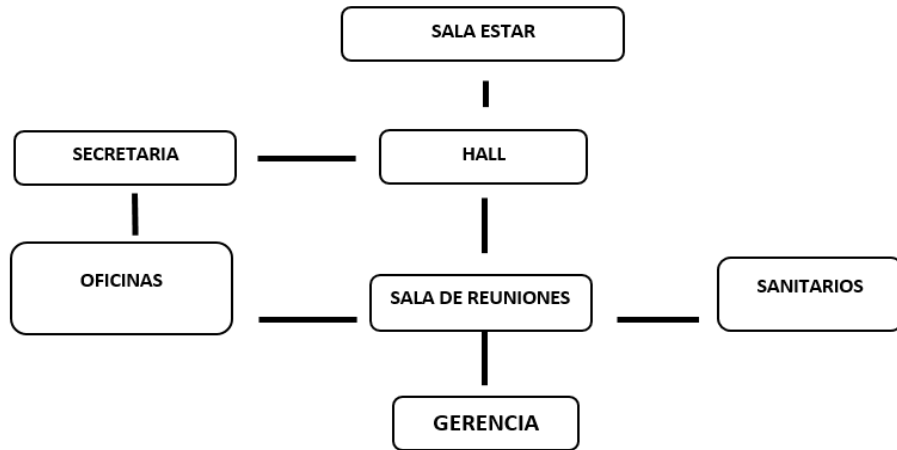 SALA ESTAR
SECRETARIA
HALL
OFICINAS
SALA DE REUNIONES
SANITARIOS
GERENCIA